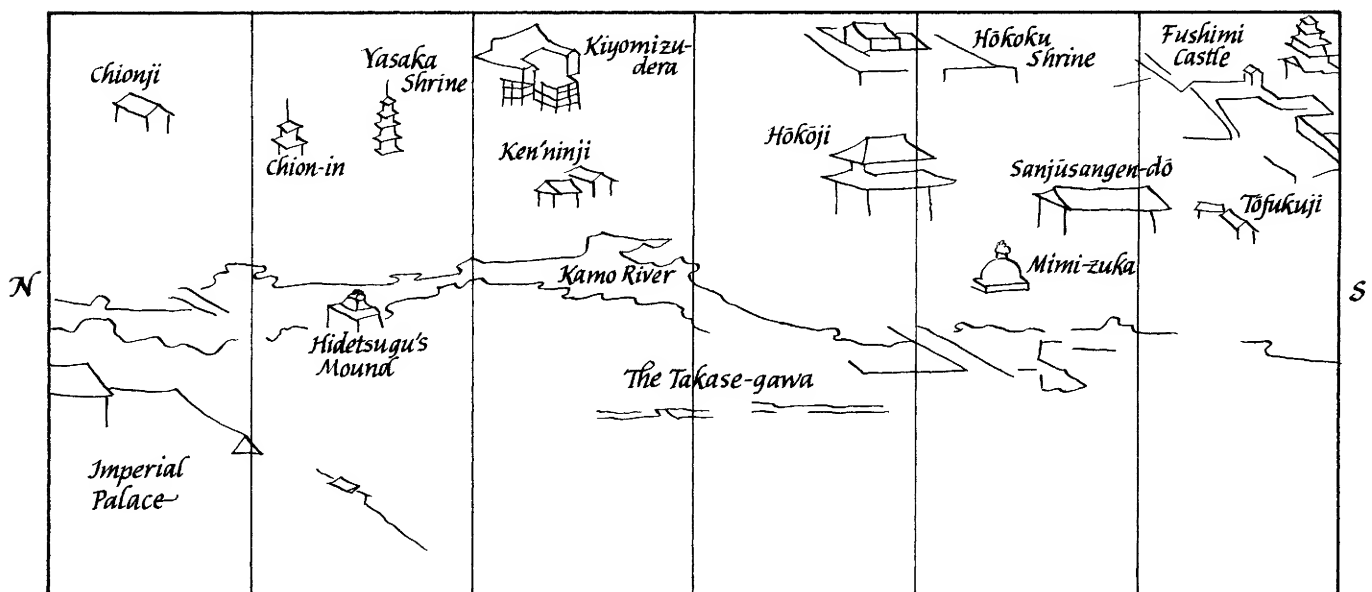 Chionji
Yasaka
Shrine
Chion-in
Kiyomizu-
dera
Ken'ninji
Hōkoku
Shrine
Hōkōji
Fushimi
Castle
Sanjūsangen-dō
Tōfukuji
Mimi-zuka
N
Kamo River
S
Hidetsugu's
Mound
The Takase-gawa
Imperial
Palace